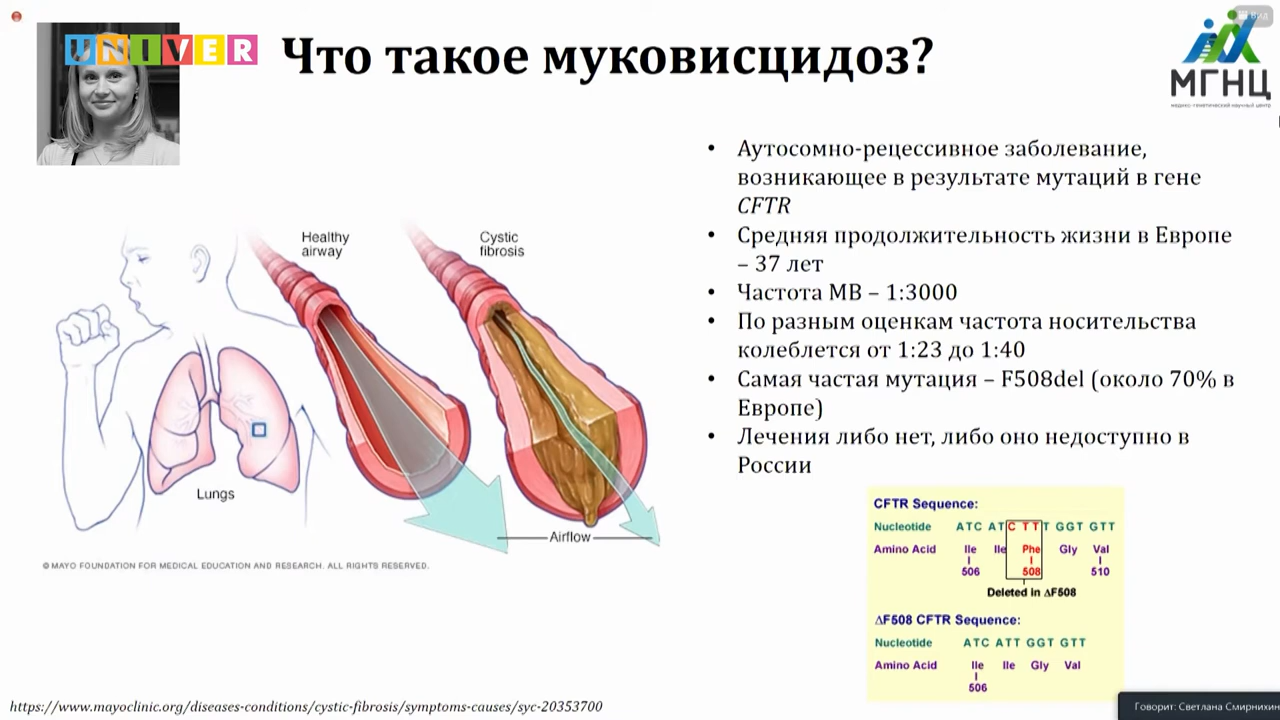 Вид
UNIVER
Что такое муковисцидоз?
МГНЦ
медико-генетический научный центр
• Аутосомно-рецессивное заболевание,
возникающее в результате мутаций в гене
CFTR
• Средняя продолжительность жизни в Европе
– 37 лет
• Частота МВ – 1:3000
• По разным оценкам частота носительства
колеблется от 1:23 до 1:40
• Самая частая мутация – F508del (около 70% в
Европе)
• Лечения либо нет, либо оно недоступно в
России
Healthy
airway
Cystic
fibrosis
Lungs
Airflow
© MAYO FOUNDATION FOR MEDICAL EDUCATION AND RESEARCH. ALL RIGHTS RESERVED.
CFTR Sequence:
Nucleotide ATC ATC TTT GGT GTT
Amino Acid Ile Ile Phe Gly Val
506 508 510
Deleted in ΔF508
ΔF508 CFTR Sequence:
Nucleotide ATC ATT GGT GTT
Amino Acid Ile Ile Gly Val
506
https://www.mayoclinic.org/diseases-conditions/cystic-fibrosis/symptoms-causes/syc-20353700
Говорит: Светлана Смирнихин